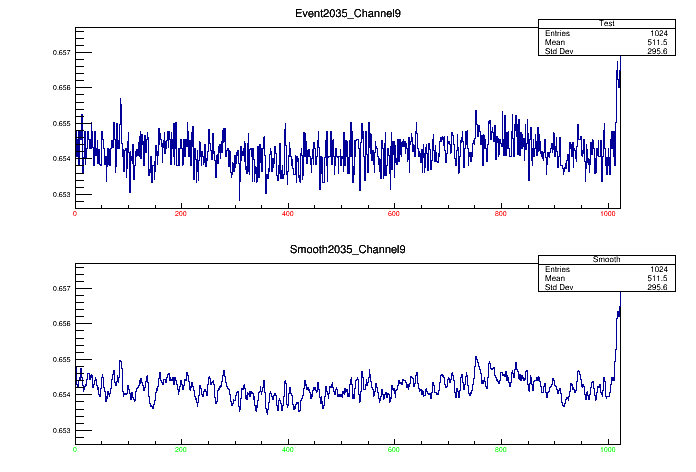 Event2035_Channel9
Test
Entries 1024
Mean 511.5
Std Dev 295.6
0.657
0.656
0.655
0.654
0.653
0 200 400 600 800 1000
Smooth2035_Channel9
Smooth
Entries 1024
Mean 511.5
Std Dev 295.6
0.657
0.656
0.655
0.654
0.653
0 200 400 600 800 1000